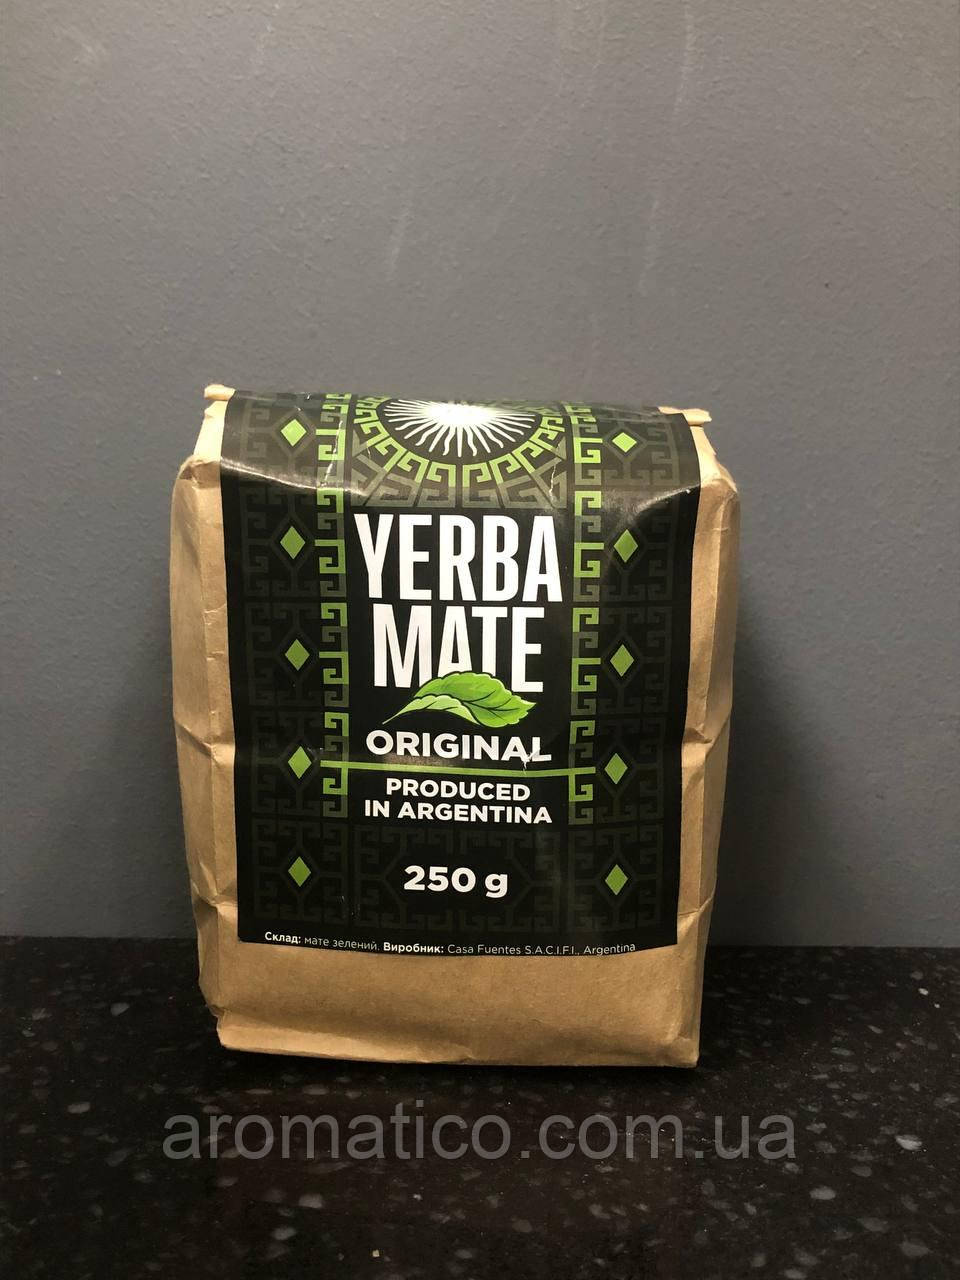 YERBA
MATE
ORIGINAL
PRODUCED
IN ARGENTINA
250 g
Склад: мате зелений. Виробник: Casa Fuentes S.A.C.I.F.I., Argentina
aromatico.com.ua